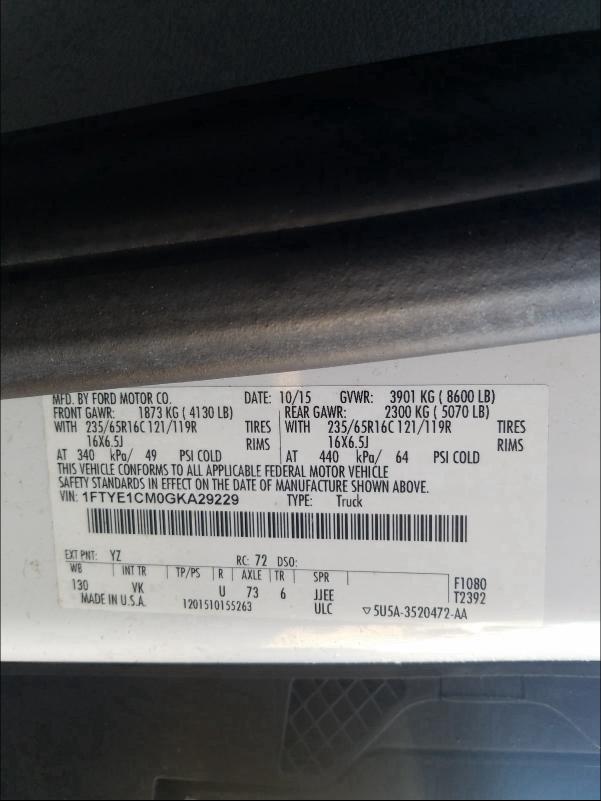 MFD. BY FORD MOTOR CO. DATE: 10/15 GVWR: 3901 KG ( 8600 LB)
FRONT GAWR: 1873 KG ( 4130 LB) REAR GAWR: 2300 KG ( 5070 LB)
WITH 235/65R16C 121/119R TIRES WITH 235/65R16C 121/119R TIRES
16X6.5J RIMS 16X6.5J RIMS
AT 340 kPa/ 49 PSI COLD AT 440 kPa/ 64 PSI COLD
THIS VEHICLE CONFORMS TO ALL APPLICABLE FEDERAL MOTOR VEHICLE
SAFETY STANDARDS IN EFFECT ON THE DATE OF MANUFACTURE SHOWN ABOVE.
VIN: 1FTYE1CM0GKA29229 TYPE: Truck
EXT PNT: YZ RC: 72 DSO:
WB INT TR TP/PS R AXLE TR SPR F1080
130 VK U 73 6 JJEE T2392
MADE IN U.S.A. 1201510155263 ULC ▽5U5A-3520472-AA